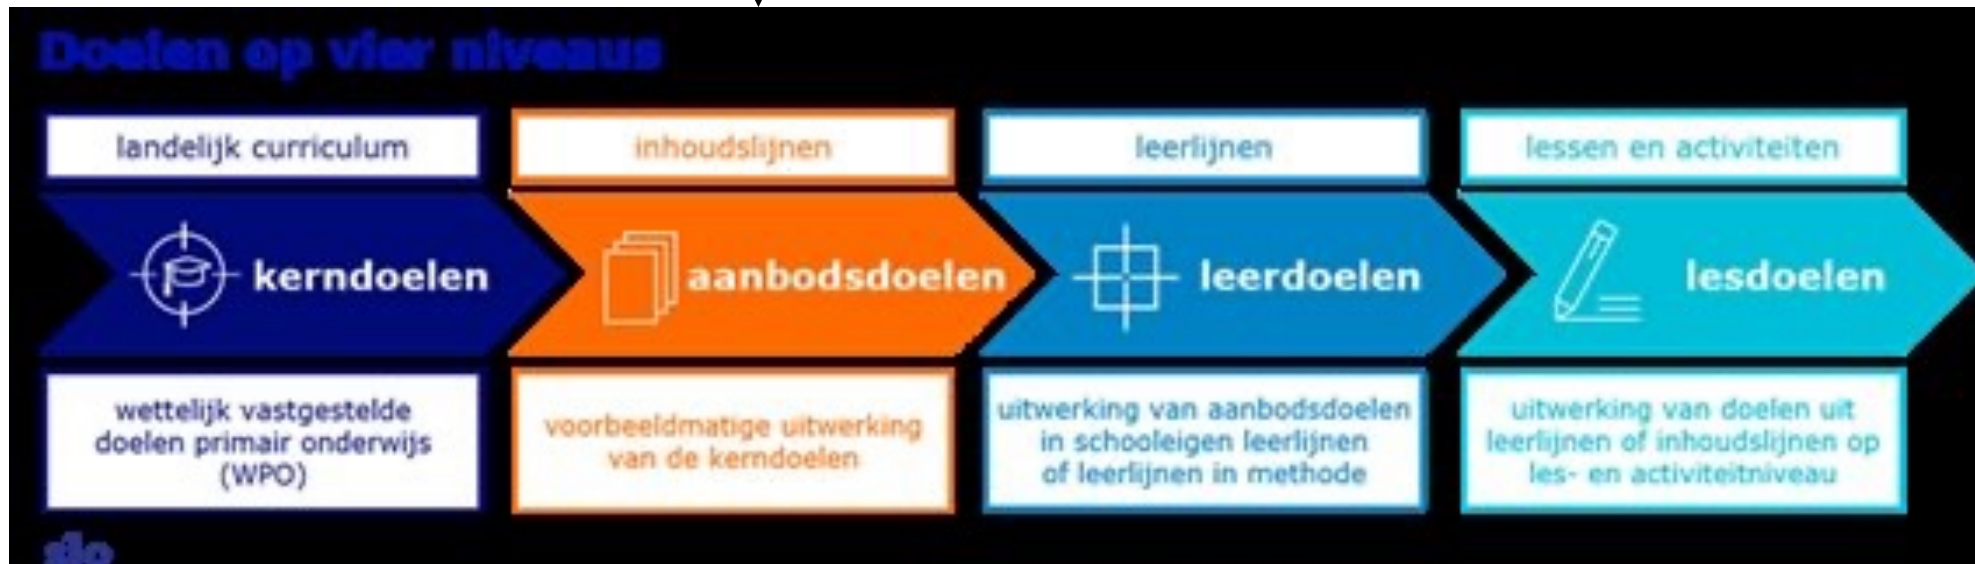 Doelen op vier niveaus
landelijk curriculum
inhoudslijnen
leerlijnen
lessen en activiteiten
kerndoelen
aanbodsdoelen
leerdoelen
lesdoelen
wettelijk vastgestelde
doelen primair onderwijs
(WPO)
voorbeeldmatige uitwerking
van de kerndoelen
uitwerking van aanbodsdoelen
in schooleigen leerlijnen
of leerlijnen in methode
uitwerking van doelen uit
leerlijnen of inhoudslijnen op
les- en activiteitniveau
slo